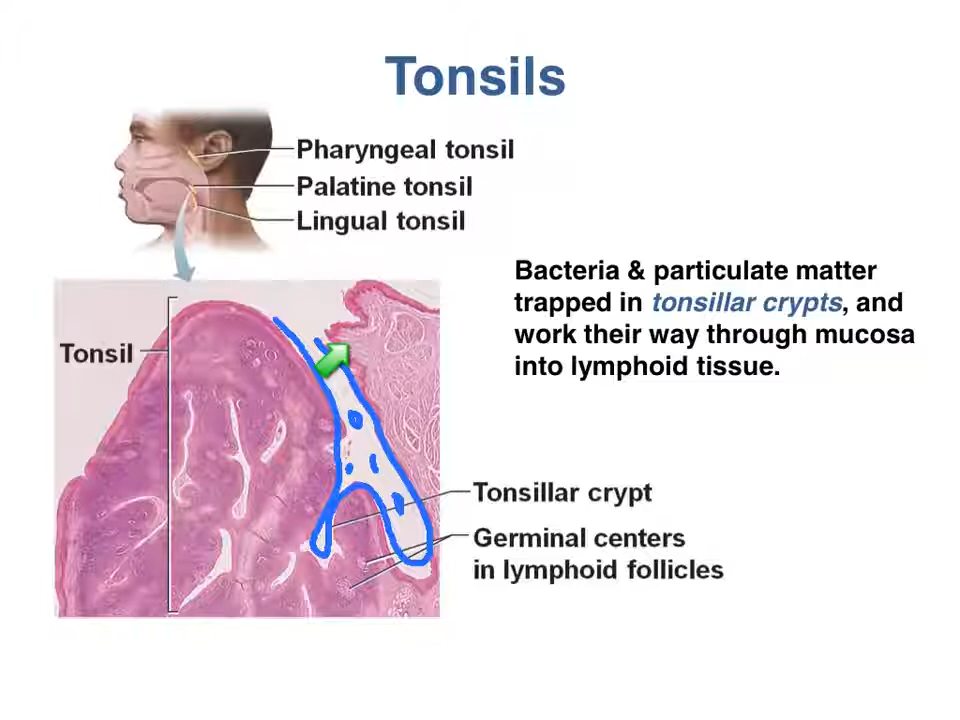 Tonsils
Pharyngeal tonsil
Palatine tonsil
Lingual tonsil
Bacteria & particulate matter
trapped in tonsillar crypts, and
work their way through mucosa
into lymphoid tissue.
Tonsil
Tonsillar crypt
Germinal centers
in lymphoid follicles